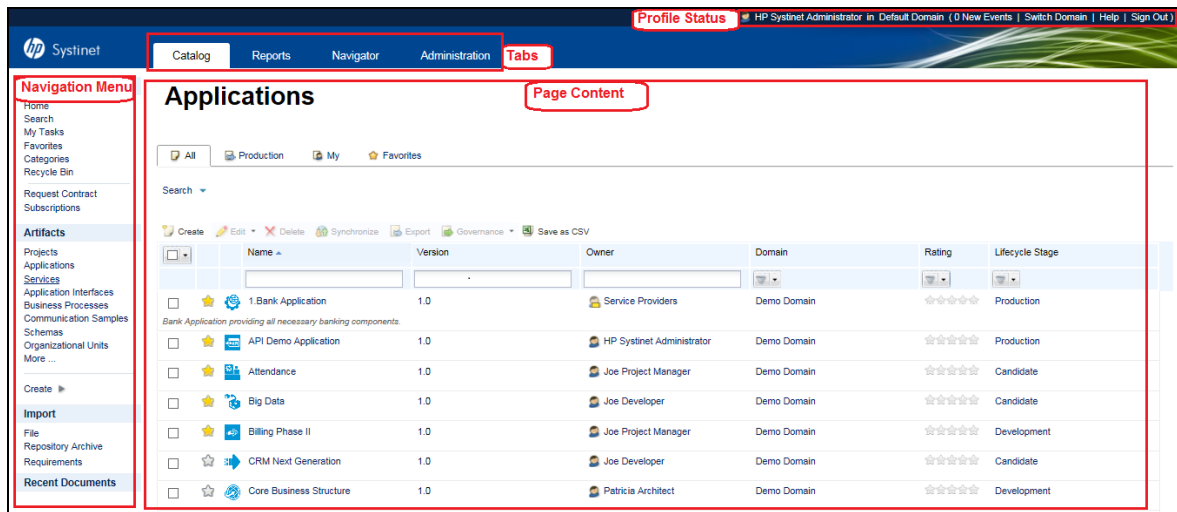 Profile Status
HP Systinet Administrator in Default Domain ( 0 New Events | Switch Domain | Help | Sign Out )
hp Systinet
Catalog Reports Navigator Administration Tabs
Navigation Menu
Home
Search
My Tasks
Favorites
Categories
Recycle Bin
Request Contract
Subscriptions
Artifacts
Projects
Applications
Services
Application Interfaces
Business Processes
Communication Samples
Schemas
Organizational Units
More ...
Create
Import
File
Repository Archive
Requirements
Recent Documents
Page Content
Applications
All Production My Favorites
Search
Create Edit Delete Synchronize Export Governance Save as CSV
Name Version Owner Domain Rating Lifecycle Stage
1.Bank Application 1.0 Service Providers Demo Domain Production
Bank Application providing all necessary banking components.
API Demo Application 1.0 HP Systinet Administrator Demo Domain Production
Attendance 1.0 Joe Project Manager Demo Domain Candidate
Big Data 1.0 Joe Developer Demo Domain Candidate
Billing Phase II 1.0 Joe Project Manager Demo Domain Development
CRM Next Generation 1.0 Joe Developer Demo Domain Candidate
Core Business Structure 1.0 Patricia Architect Demo Domain Development